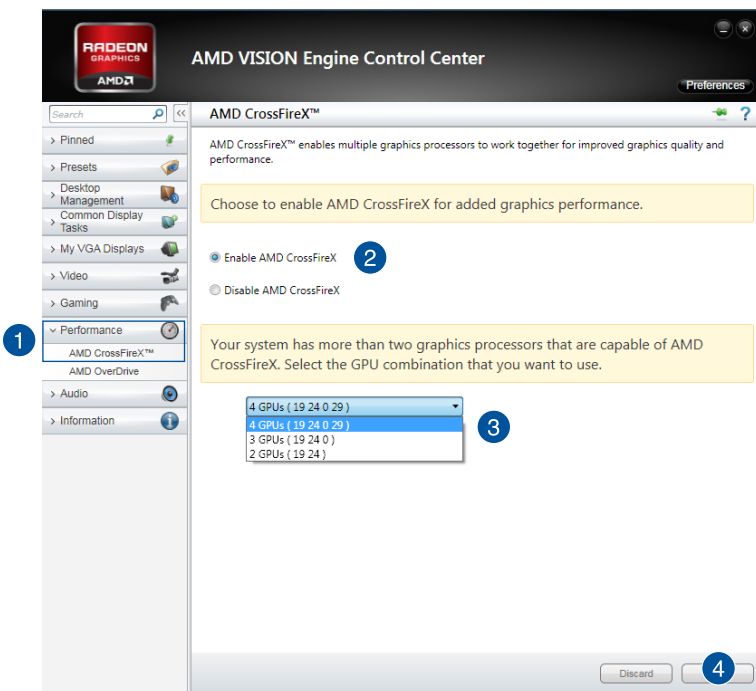 RADEON
GRAPHICS
AMD
AMD VISION Engine Control Center
Preferences
Search
<<
AMD CrossFireX™
?
> Pinned
> Presets
> Desktop
Management
> Common Display
Tasks
> My VGA Displays
> Video
> Gaming
Performance
AMD CrossFireX™
AMD OverDrive
> Audio
> Information
1
AMD CrossFireX™ enables multiple graphics processors to work together for improved graphics quality and
performance.
Choose to enable AMD CrossFireX for added graphics performance.
Enable AMD CrossFireX
2
Disable AMD CrossFireX
Your system has more than two graphics processors that are capable of AMD
CrossFireX. Select the GPU combination that you want to use.
4 GPUs ( 19 24 0 29 )
4 GPUs ( 19 24 0 29 )
3 GPUs ( 19 24 0 )
2 GPUs ( 19 24 )
3
Discard
4